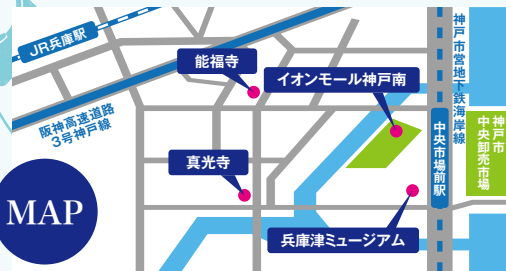 JR兵庫駅
能福寺
イオンモール神戸南
神戸市営地下鉄海岸線
阪神高速道路
3号神戸線
中央市場前駅
神戸市
中央卸売市場
真光寺
MAP
兵庫津ミュージアム